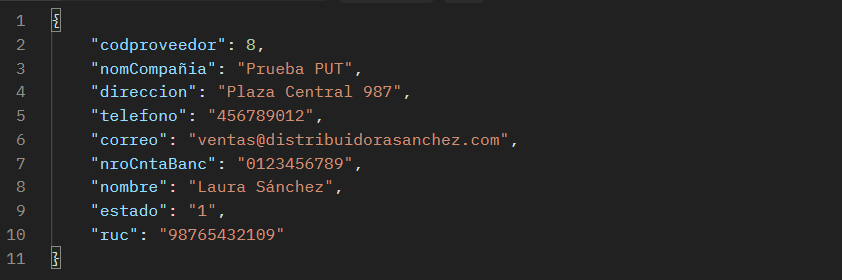 1 {
2 "codproveedor": 8,
3 "nomCompañia": "Prueba PUT",
4 "direccion": "Plaza Central 987",
5 "telefono": "456789012",
6 "correo": "ventas@distribuidorasanchez.com",
7 "nroCntaBanc": "0123456789",
8 "nombre": "Laura Sánchez",
9 "estado": "1",
10 "ruc": "98765432109"
11 }